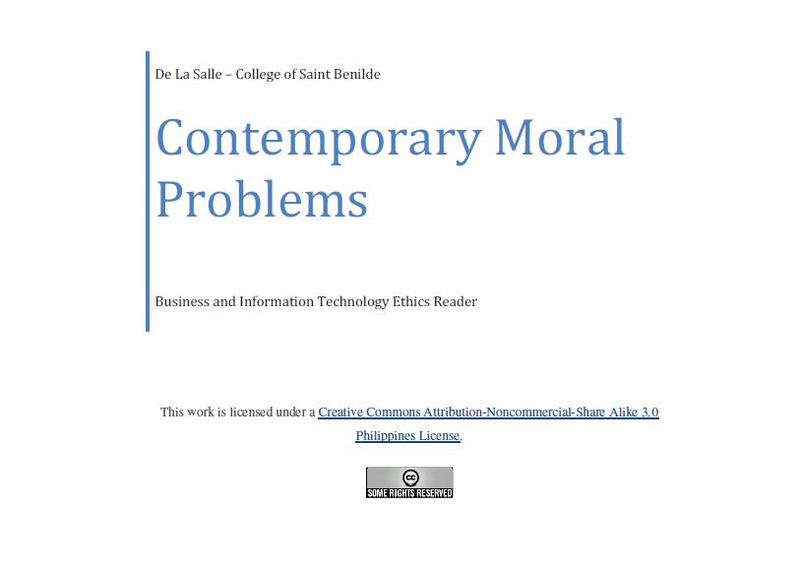 De La Salle – College of Saint Benilde
Contemporary Moral
Problems
Business and Information Technology Ethics Reader
This work is licensed under a Creative Commons Attribution-Noncommercial-Share Alike 3.0
Philippines License.
cc
SOME RIGHTS RESERVED